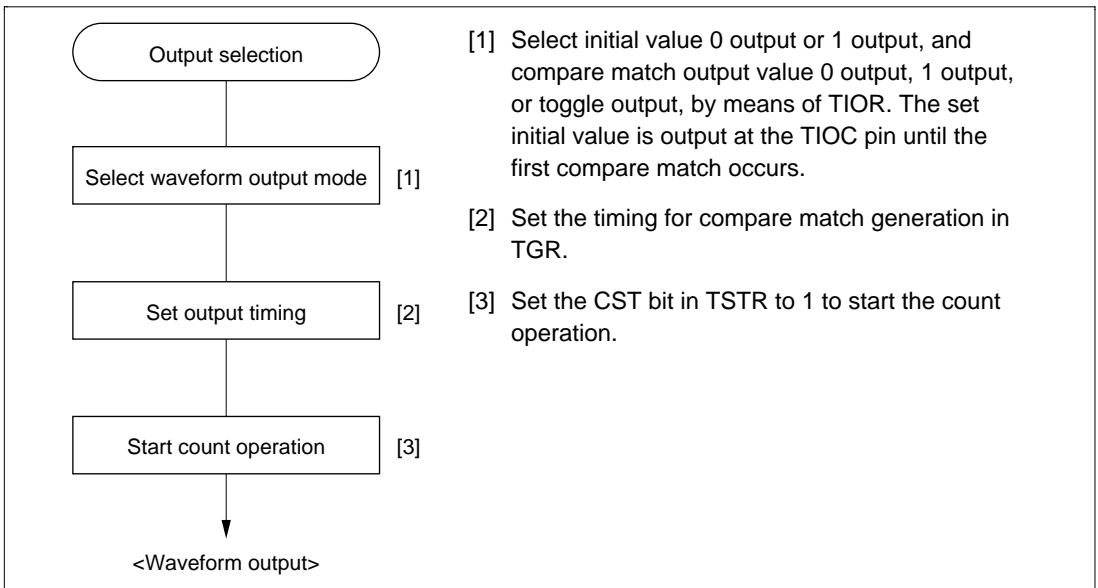 Output selection
Select waveform output mode [1]
Set output timing [2]
Start count operation [3]
<Waveform output>
[1] Select initial value 0 output or 1 output, and
compare match output value 0 output, 1 output,
or toggle output, by means of TIOR. The set
initial value is output at the TIOC pin until the
first compare match occurs.
[2] Set the timing for compare match generation in
TGR.
[3] Set the CST bit in TSTR to 1 to start the count
operation.